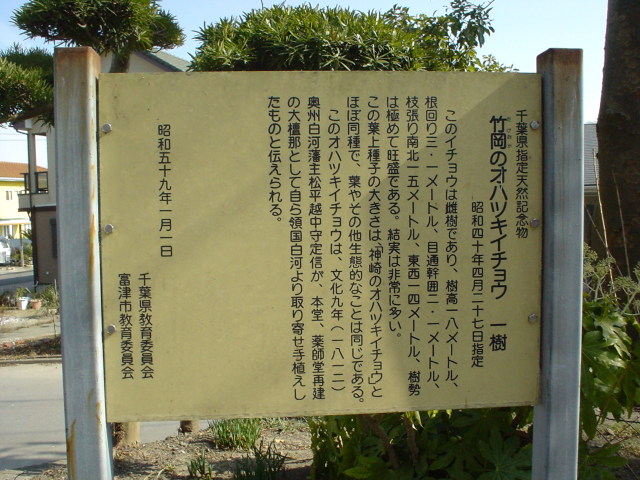 千葉県指定天然記念物
竹岡のオハツキイチョウ 一樹
昭和四十年四月二十七日指定
このイチョウは雌樹であり、樹高一八メートル、
根回り三・一メートル、目通幹囲二・一メートル、
枝張り南北一五メートル、東西一四メートル、樹勢
は極めて旺盛である。結実は非常に多い。
この葉上種子の大きさは、「神崎のオハツキイチョウ」と
ほぼ同種で、葉やその他生態的なことは同じである。
このオハツキイチョウは、文化九年(一八一二)
奥州白河藩主松平越中守定信が、本堂、薬師堂再建
の大檀那として自ら領国白河より取り寄せ手植えし
たものと伝えられる。
昭和五十九年一月一日
千葉県教育委員会
富津市教育委員会